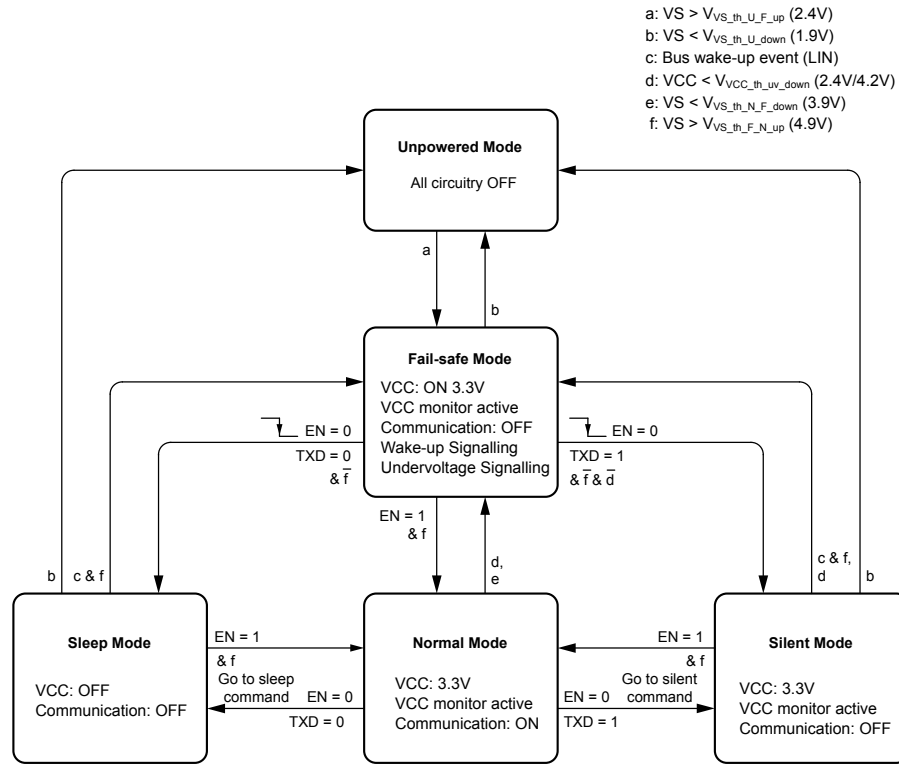 a: VS > V_VS_th_U_F_up (2.4V)
b: VS < V_VS_th_U_down (1.9V)
c: Bus wake-up event (LIN)
d: VCC < V_VCC_th_uv_down (2.4V/4.2V)
e: VS < V_VS_th_N_F_down (3.9V)
f: VS > V_VS_th_F_N_up (4.9V)
Unpowered Mode
All circuitry OFF
a
b
Fail-safe Mode
VCC: ON 3.3V
VCC monitor active
Communication: OFF
Wake-up Signalling
Undervoltage Signalling
EN = 0
TXD = 0
& f̅
EN = 0
TXD = 1
& f̅ & d̅
EN = 1
& f
d,
e
b
c & f
c & f,
d
b
Sleep Mode
VCC: OFF
Communication: OFF
EN = 1
& f
Go to sleep
command
EN = 0
TXD = 0
Normal Mode
VCC: 3.3V
VCC monitor active
Communication: ON
EN = 1
& f
Go to silent
command
EN = 0
TXD = 1
Silent Mode
VCC: 3.3V
VCC monitor active
Communication: OFF